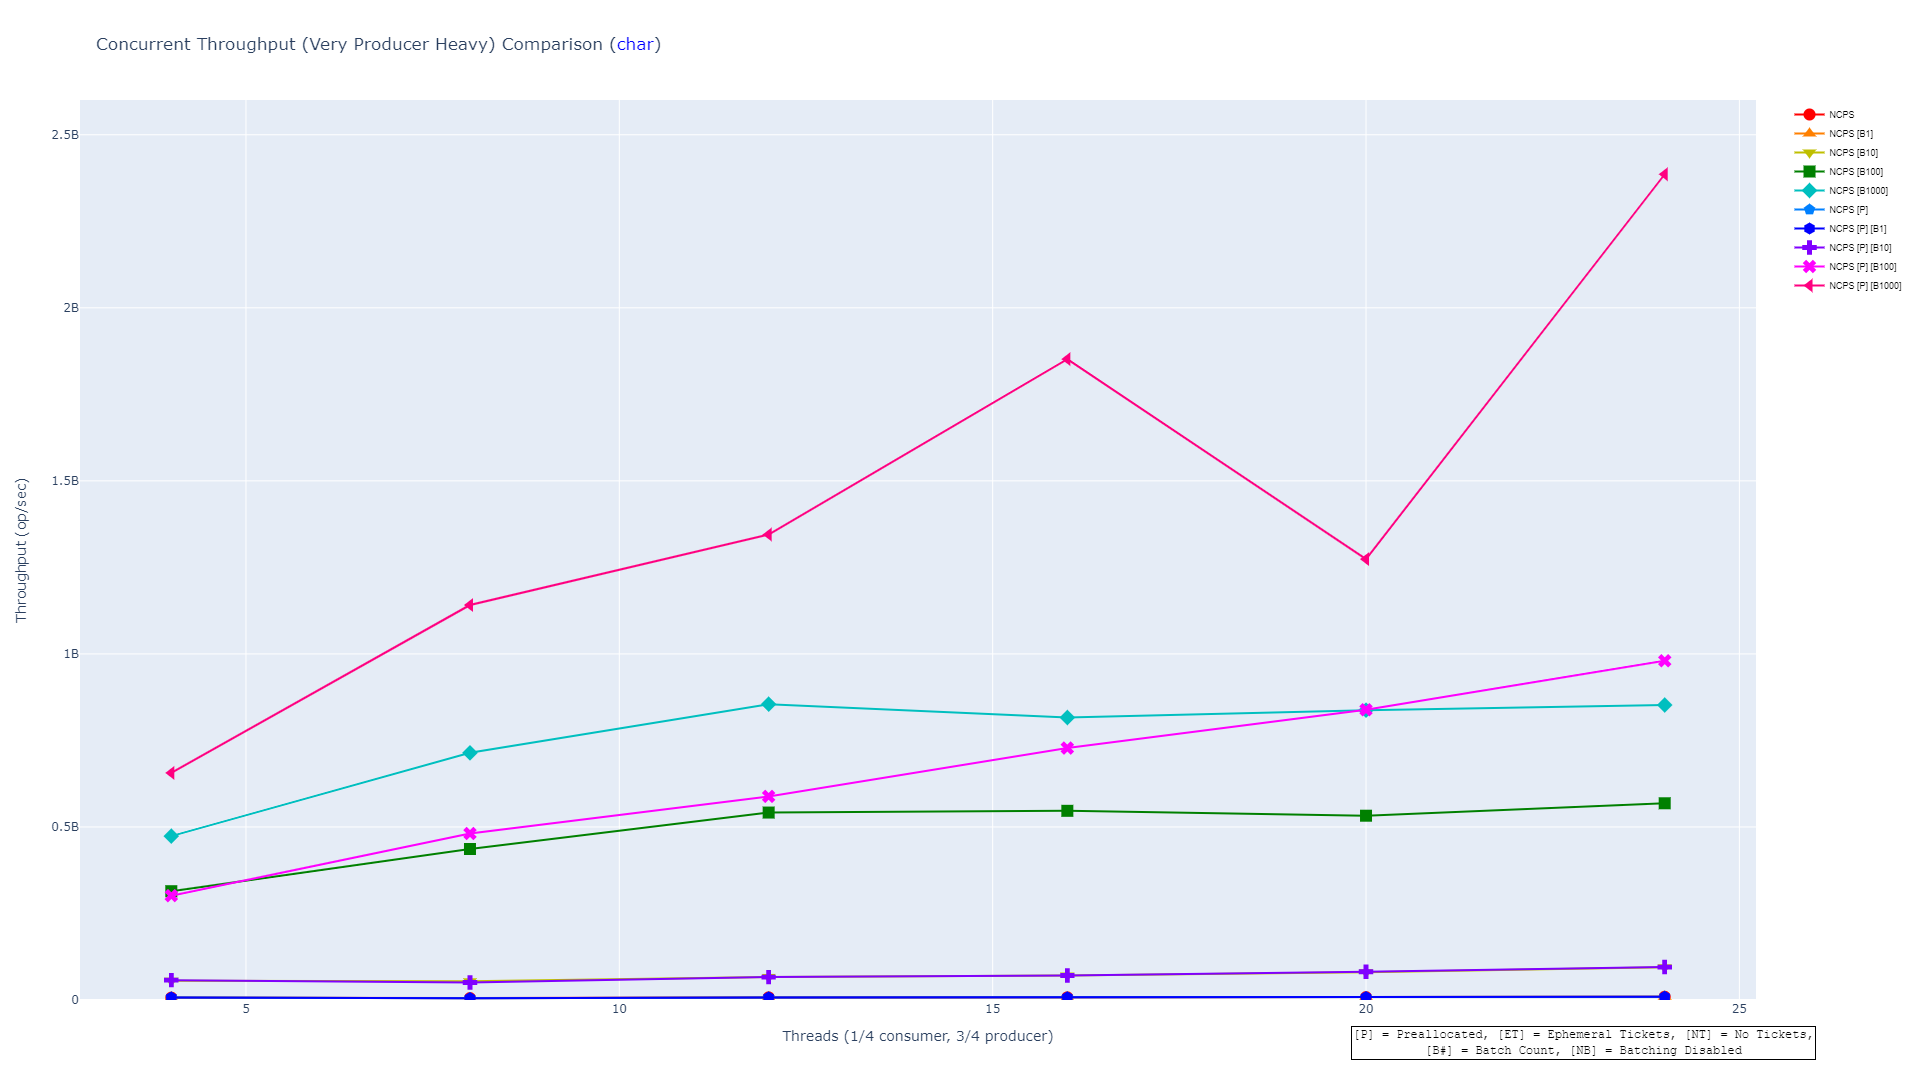 Concurrent Throughput (Very Producer Heavy) Comparison (char)
2.5B
2B
1.5B
1B
0.5B
0
Throughput (op/sec)
5
10
15
20
25
Threads (1/4 consumer, 3/4 producer)
NCPS
NCPS [B1]
NCPS [B10]
NCPS [B100]
NCPS [B1000]
NCPS [P]
NCPS [P] [B1]
NCPS [P] [B10]
NCPS [P] [B100]
NCPS [P] [B1000]
[P] = Preallocated, [ET] = Ephemeral Tickets, [NT] = No Tickets,
[B#] = Batch Count, [NB] = Batching Disabled